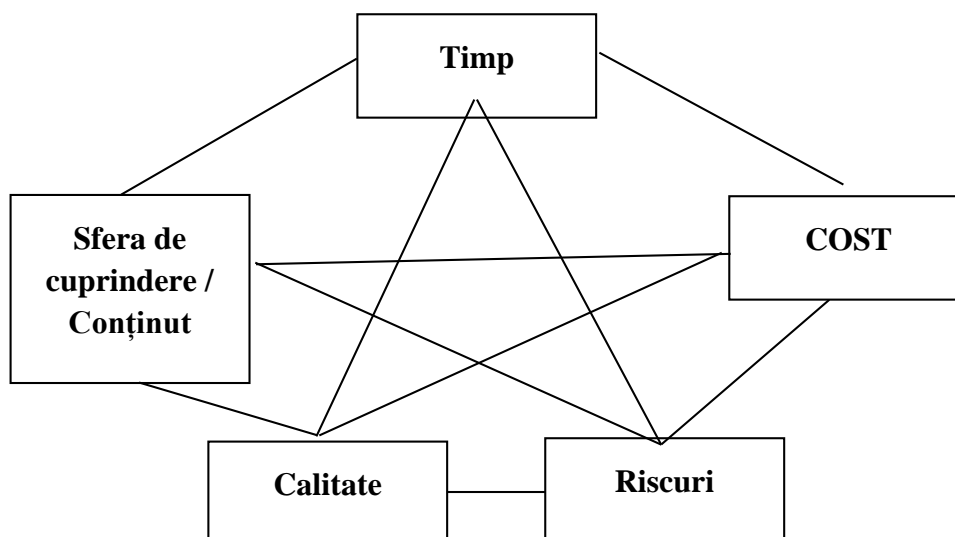 Timp
Sfera de
cuprindere /
Conținut
COST
Calitate
Riscuri